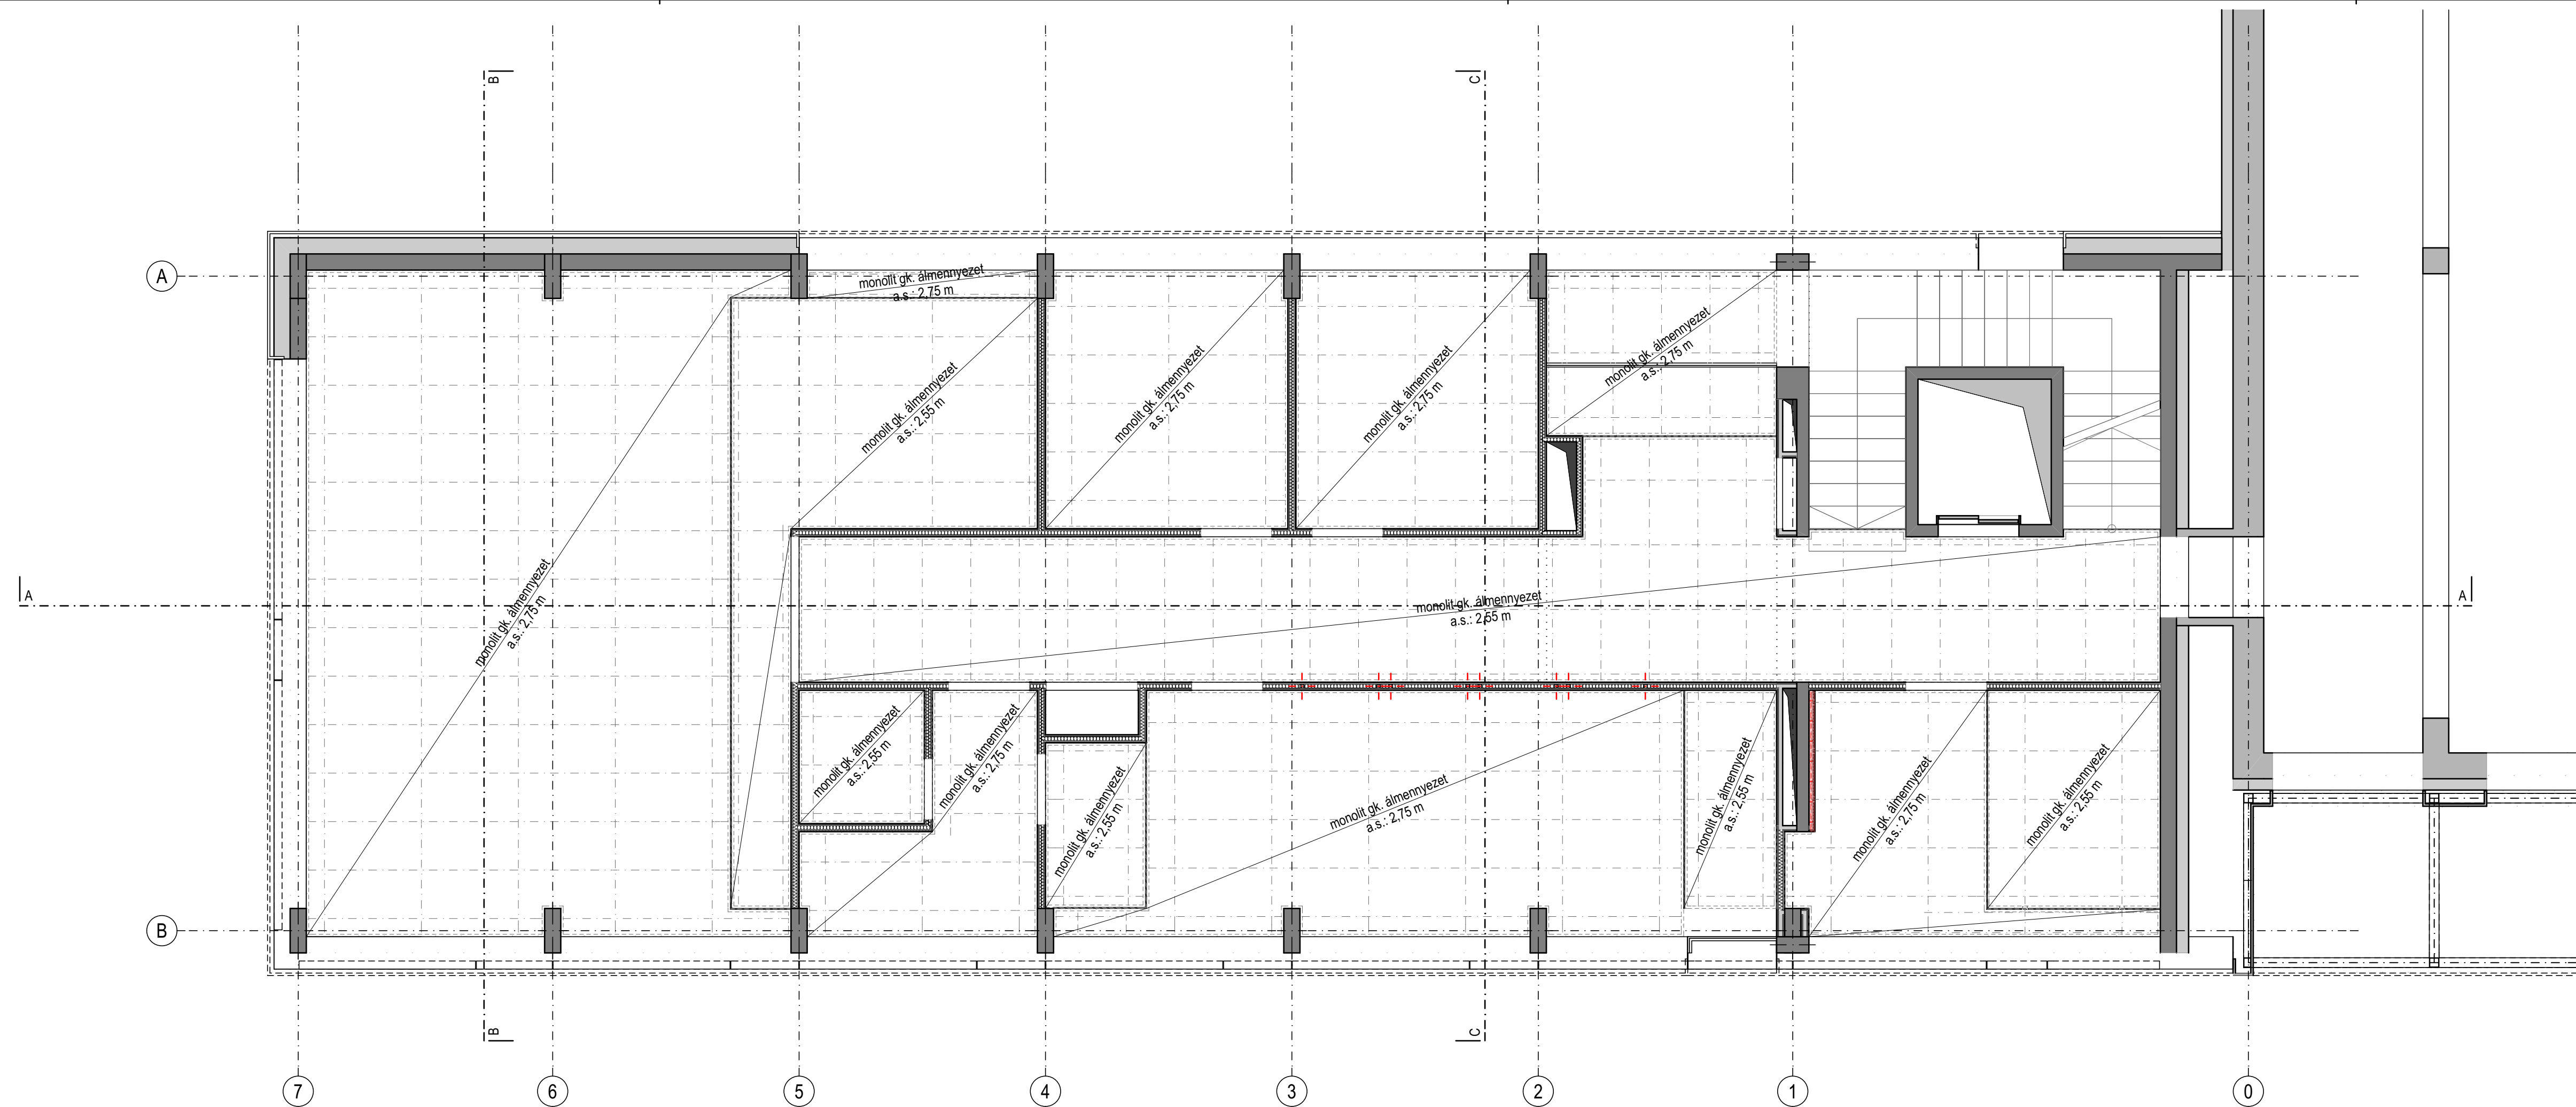 B
C
A
monolit gk. álmennyezet
a.s.: 2,75 m
monolit gk. álmennyezet
a.s.: 2,75 m
monolit gk. álmennyezet
a.s.: 2,55 m
monolit gk. álmennyezet
a.s.: 2,75 m
monolit gk. álmennyezet
a.s.: 2,75 m
monolit gk. álmennyezet
a.s.: 2,75 m
A
monolit gk. álmennyezet
a.s.: 2,55 m
A
monolit gk. álmennyezet
a.s.: 2,55 m
monolit gk. álmennyezet
a.s.: 2,75 m
monolit gk. álmennyezet
a.s.: 2,55 m
monolit gk. álmennyezet
a.s.: 2,75 m
monolit gk. álmennyezet
a.s.: 2,55 m
monolit gk. álmennyezet
a.s.: 2,75 m
monolit gk. álmennyezet
a.s.: 2,55 m
B
B
C
7
6
5
4
3
2
1
0